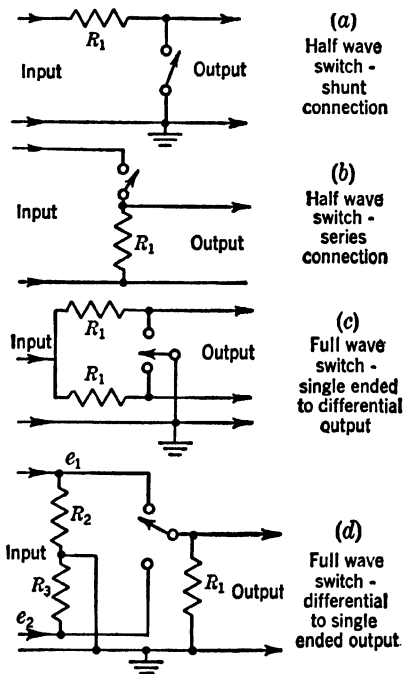 R1
Input
Output
(a)
Half wave
switch -
shunt
connection
Input
R1
Output
(b)
Half wave
switch -
series
connection
R1
Input
R1
Output
(c)
Full wave
switch -
single ended
to differential
output
e1
R2
Input
R3
e2
R1
Output
(d)
Full wave
switch -
differential
to single
ended output.